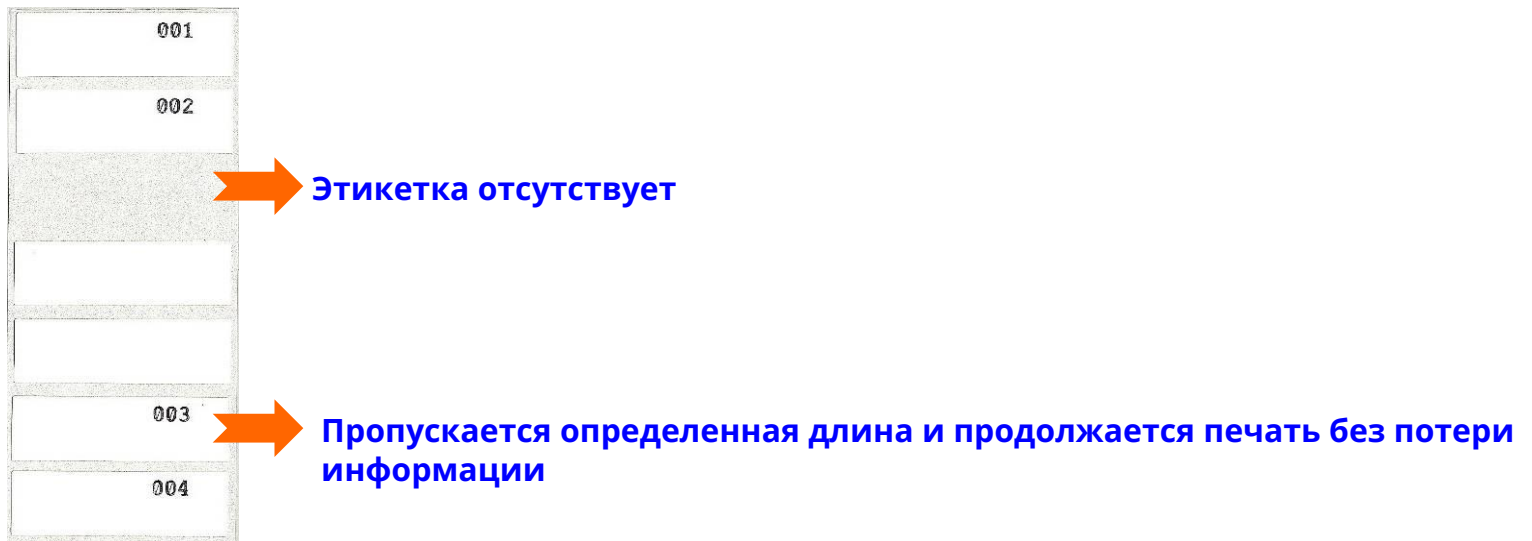 001
002
Этикетка отсутствует
003
Пропускается определенная длина и продолжается печать без потери
информации
004